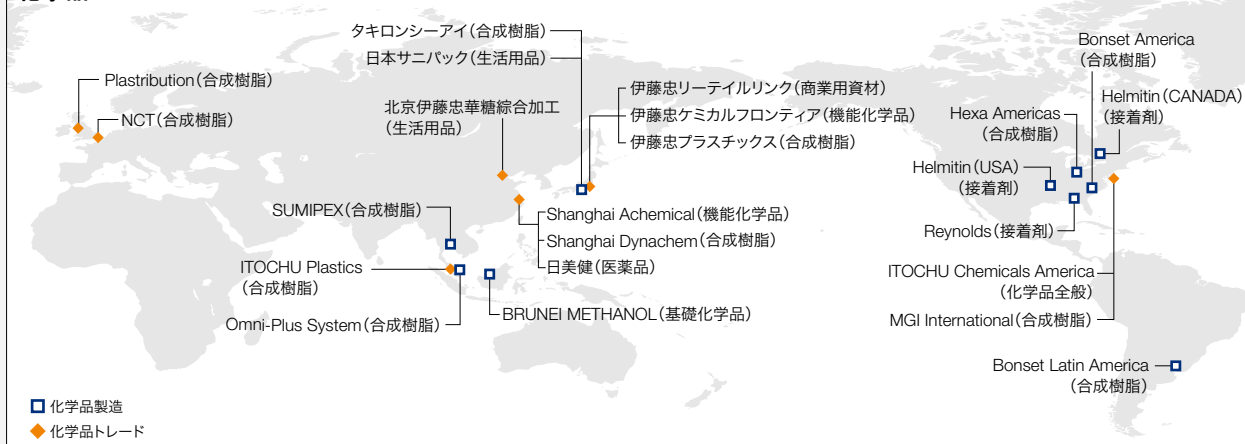 タキロンシーアイ（合成樹脂）
日本サニパック（生活用品）
Plastribution（合成樹脂）
NCT（合成樹脂）
北京伊藤忠華糖綜合加工
（生活用品）
伊藤忠リーテイルリンク（商業用資材）
伊藤忠ケミカルフロンティア（機能化学品）
伊藤忠プラスチックス（合成樹脂）
Bonset America
（合成樹脂）
Helmitin（CANADA）
（接着剤）
Hexa Americas
（合成樹脂）
Helmitin（USA）
（接着剤）
Reynolds（接着剤）
SUMIPEX（合成樹脂）
Shanghai Achemical（機能化学品）
Shanghai Dynachem（合成樹脂）
日美健（医薬品）
ITOCHU Plastics
（合成樹脂）
Omni-Plus System（合成樹脂）
BRUNEI METHANOL（基礎化学品）
ITOCHU Chemicals America
（化学品全般）
MGI International（合成樹脂）
Bonset Latin America
（合成樹脂）
化学品製造
化学品トレード